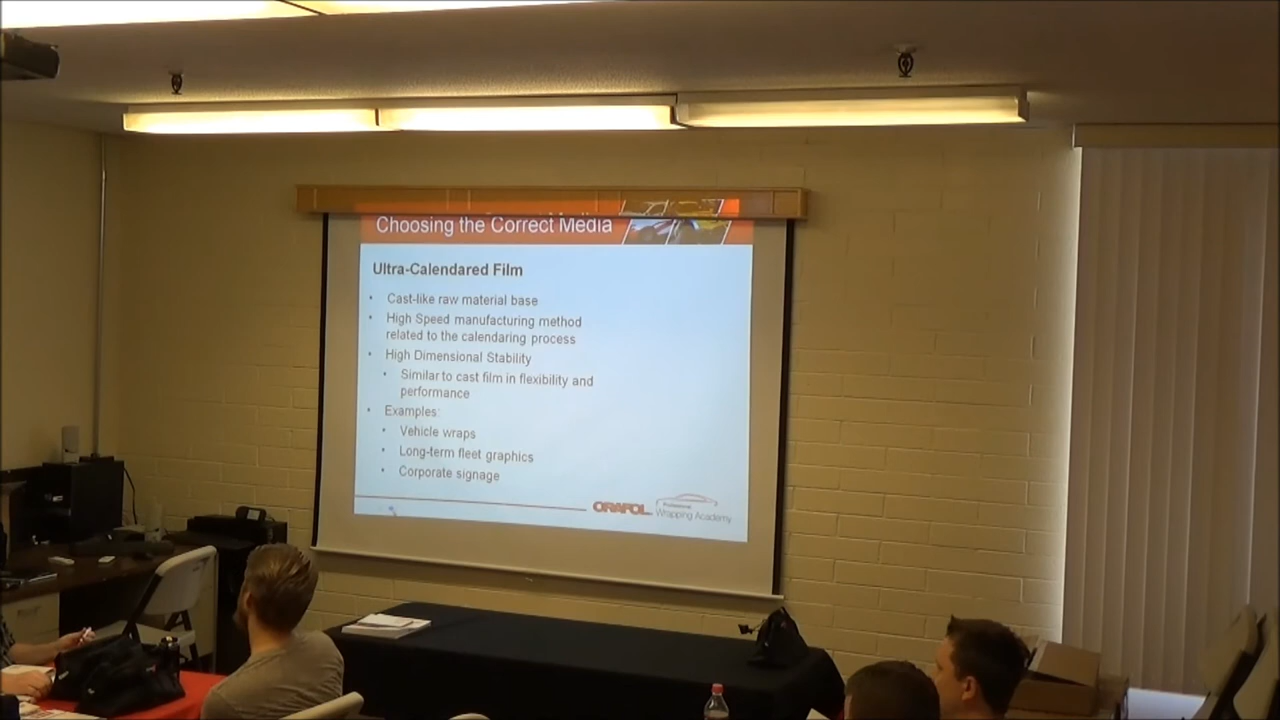 Choosing the Correct Media
Ultra-Calendared Film
• Cast-like raw material base
• High Speed manufacturing method
related to the calendaring process
• High Dimensional Stability
• Similar to cast film in flexibility and
performance
• Examples:
• Vehicle wraps
• Long-term fleet graphics
• Corporate signage
ORAFOL
Professional
Wrapping Academy